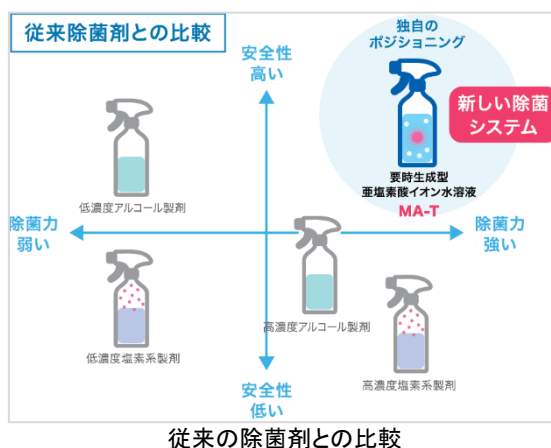 従来除菌剤との比較
独自の
ポジショニング
安全性
高い
新しい除菌
システム
要時生成型
亜塩素酸イオン水溶液
MA-T
低濃度アルコール製剤
除菌力
弱い
除菌力
強い
高濃度アルコール製剤
低濃度塩素系製剤
高濃度塩素系製剤
安全性
低い
従来の除菌剤との比較